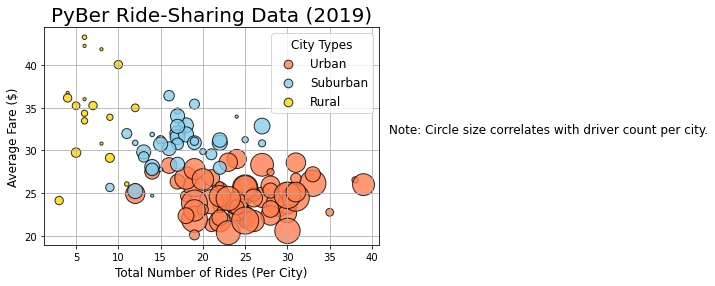 PyBer Ride-Sharing Data (2019)
City Types
Urban
Suburban
Rural
Average Fare ($)
40
35
30
25
20
Note: Circle size correlates with driver count per city.
5 10 15 20 25 30 35 40
Total Number of Rides (Per City)